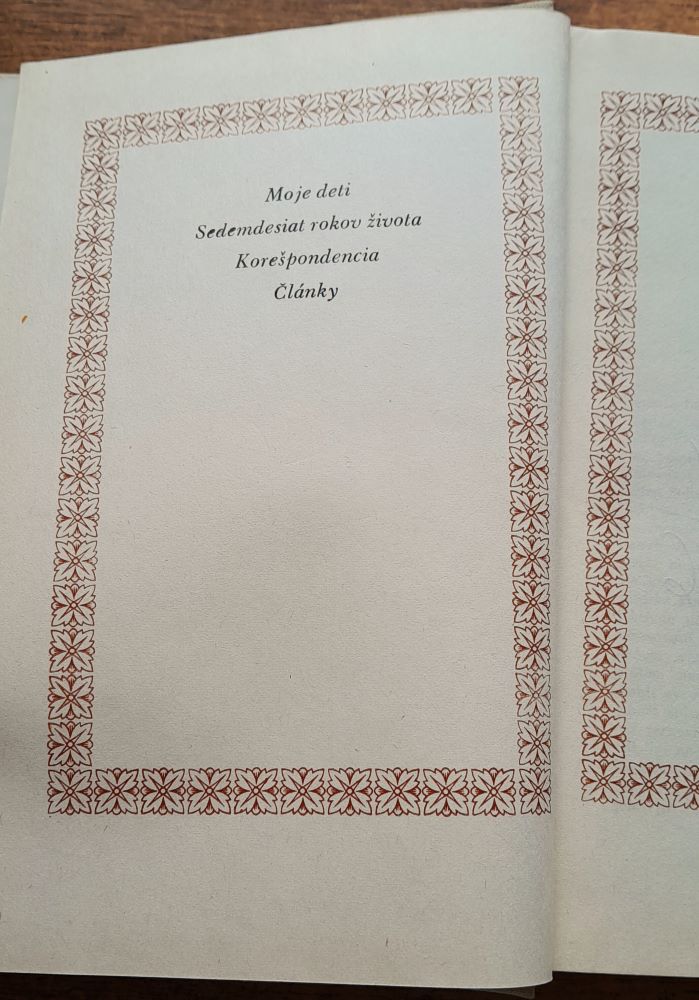 Moje deti
Sedemdesiat rokov života
Korešpondencia
Články